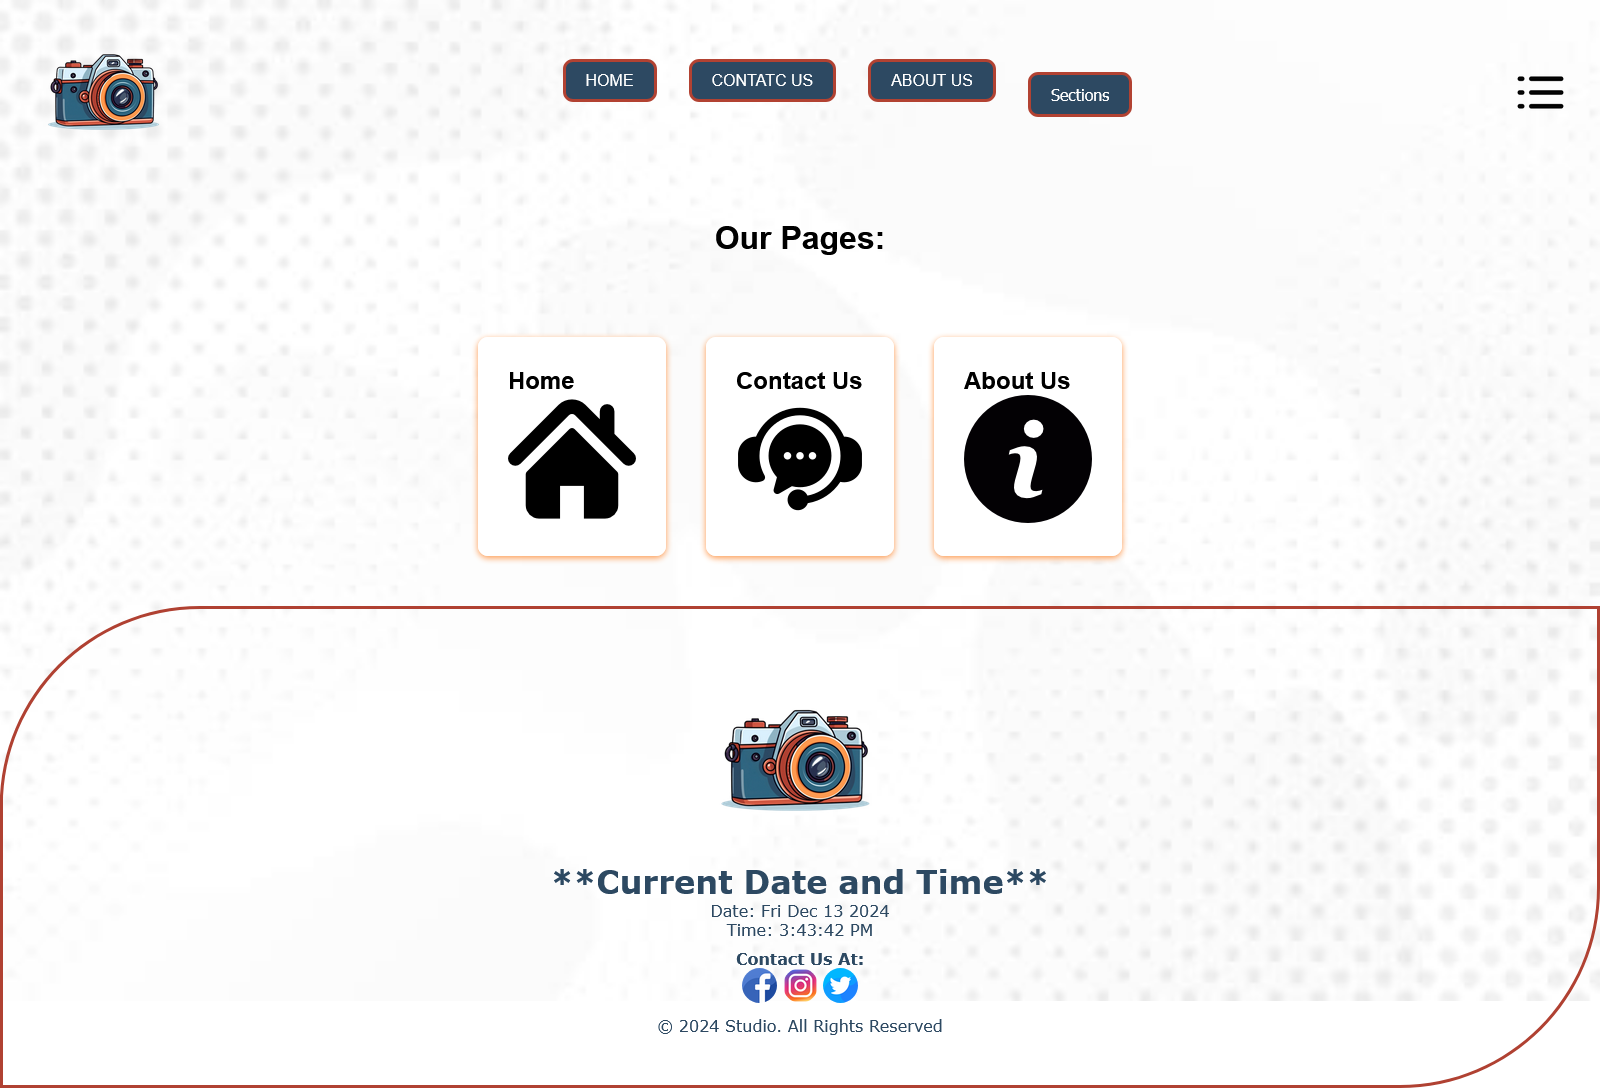 HOME
CONTATC US
ABOUT US
Sections
Our Pages:
Home
Contact Us
About Us
**Current Date and Time**
Date: Fri Dec 13 2024
Time: 3:43:42 PM
Contact Us At:
© 2024 Studio. All Rights Reserved